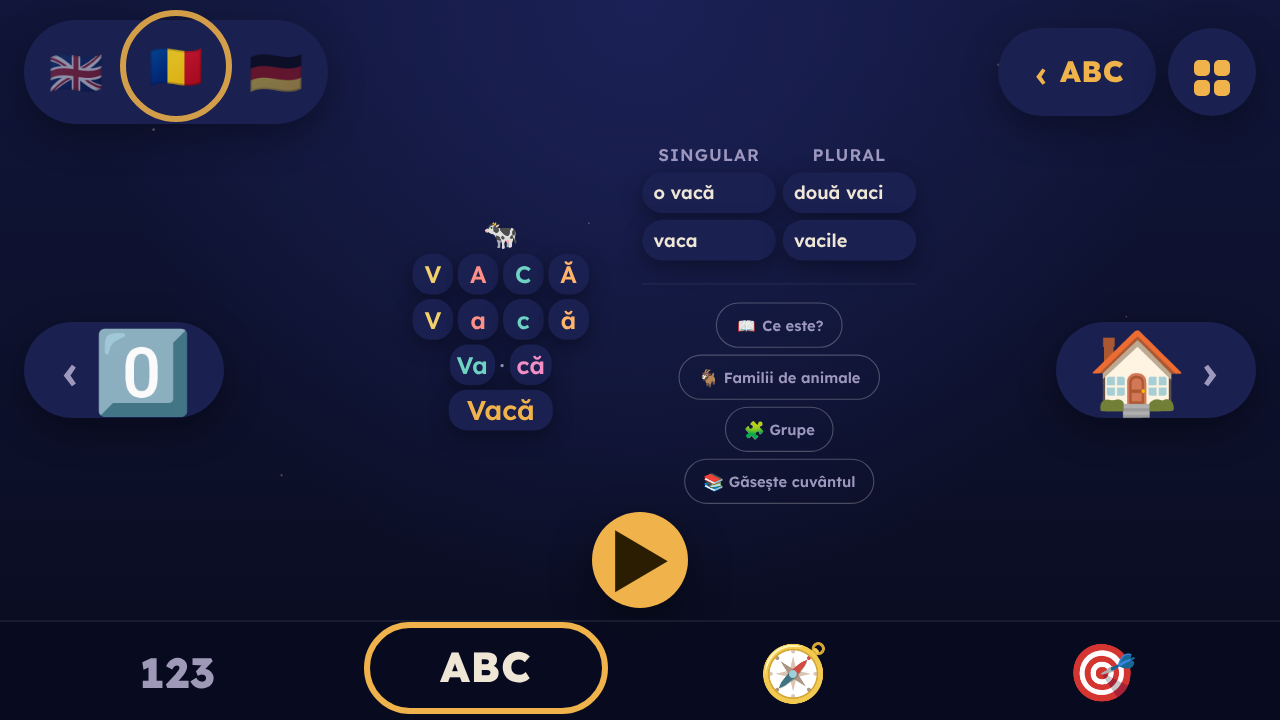 ‹ ABC
SINGULAR PLURAL
o vacă două vaci
vaca vacile
V A C Ă
V a c ă
Va · că
Vacă
Ce este?
Familii de animale
Grupe
Găsește cuvântul
‹ 0
›
123 ABC